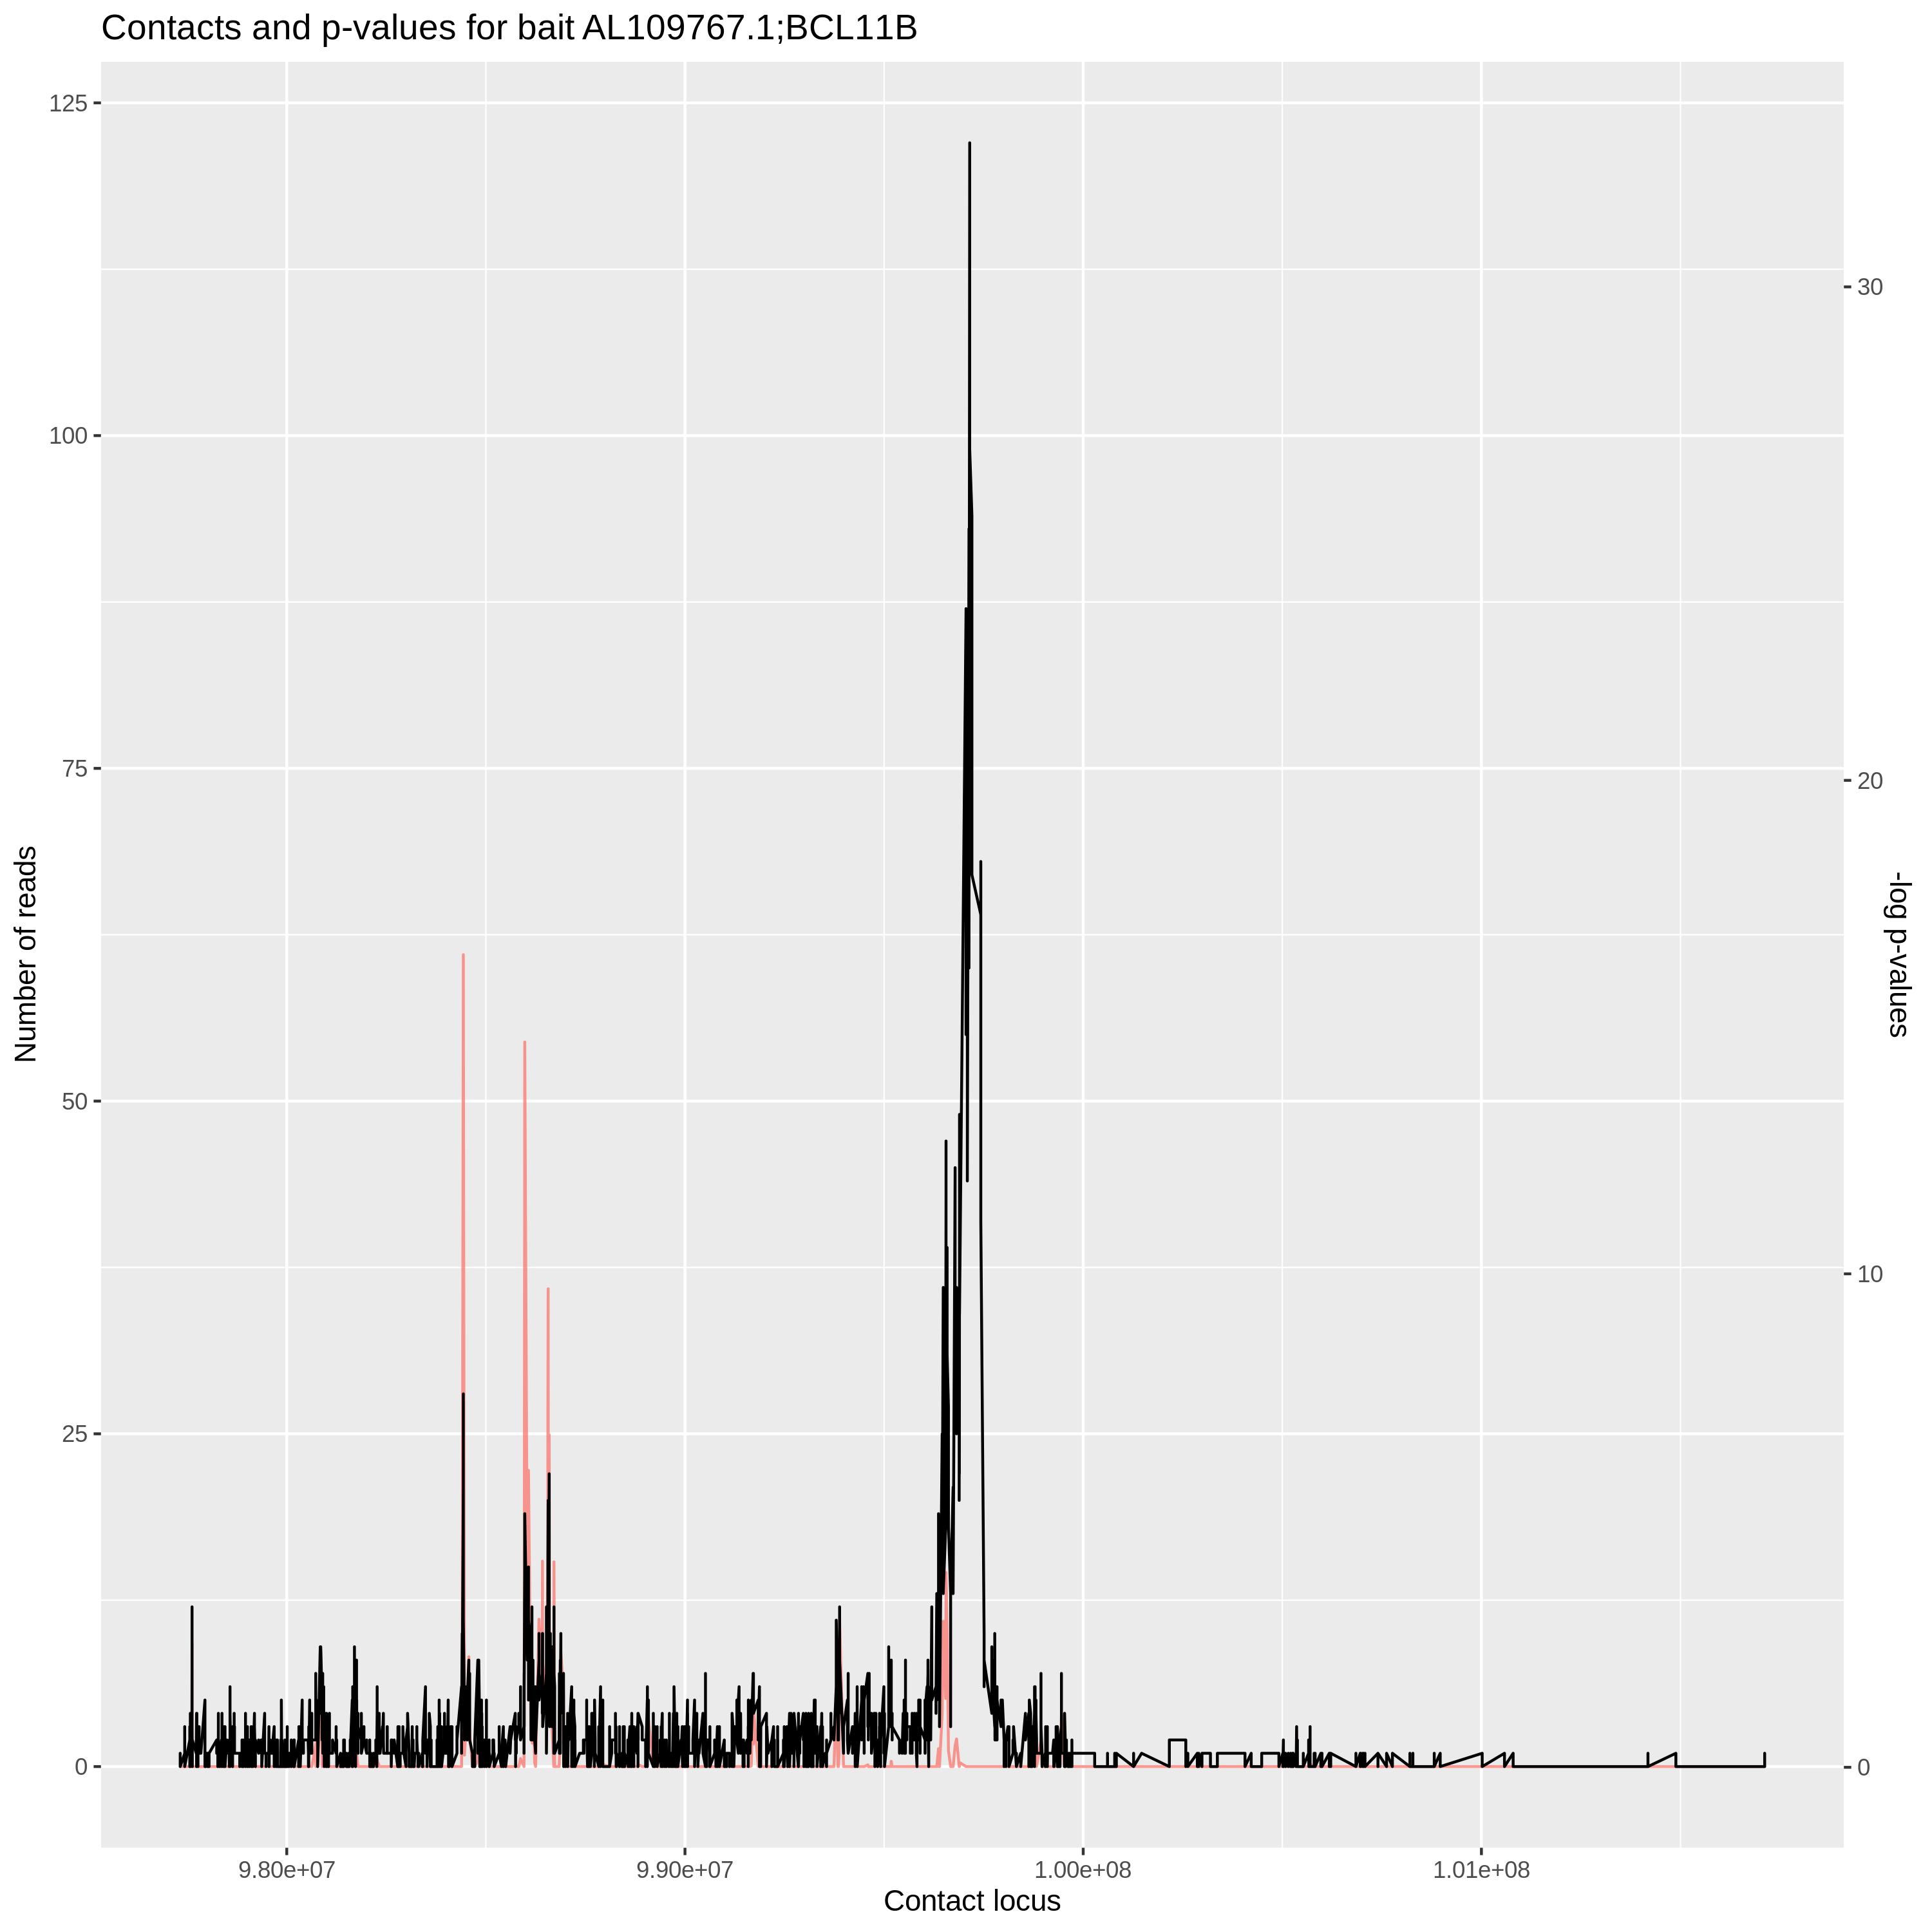 Contacts and p-values for bait AL109767.1;BCL11B
125
100
75
50
25
0
Number of reads
30
20
10
0
-log p-values
9.80e+07
9.90e+07
1.00e+08
1.01e+08
Contact locus